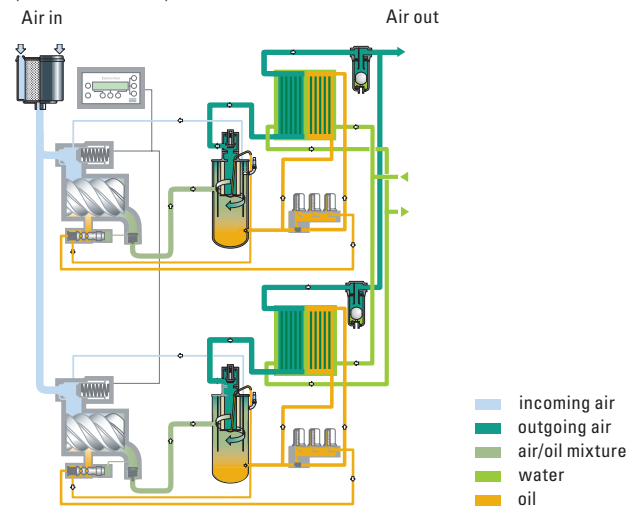 Air in
Air out
incoming air
outgoing air
air/oil mixture
water
oil